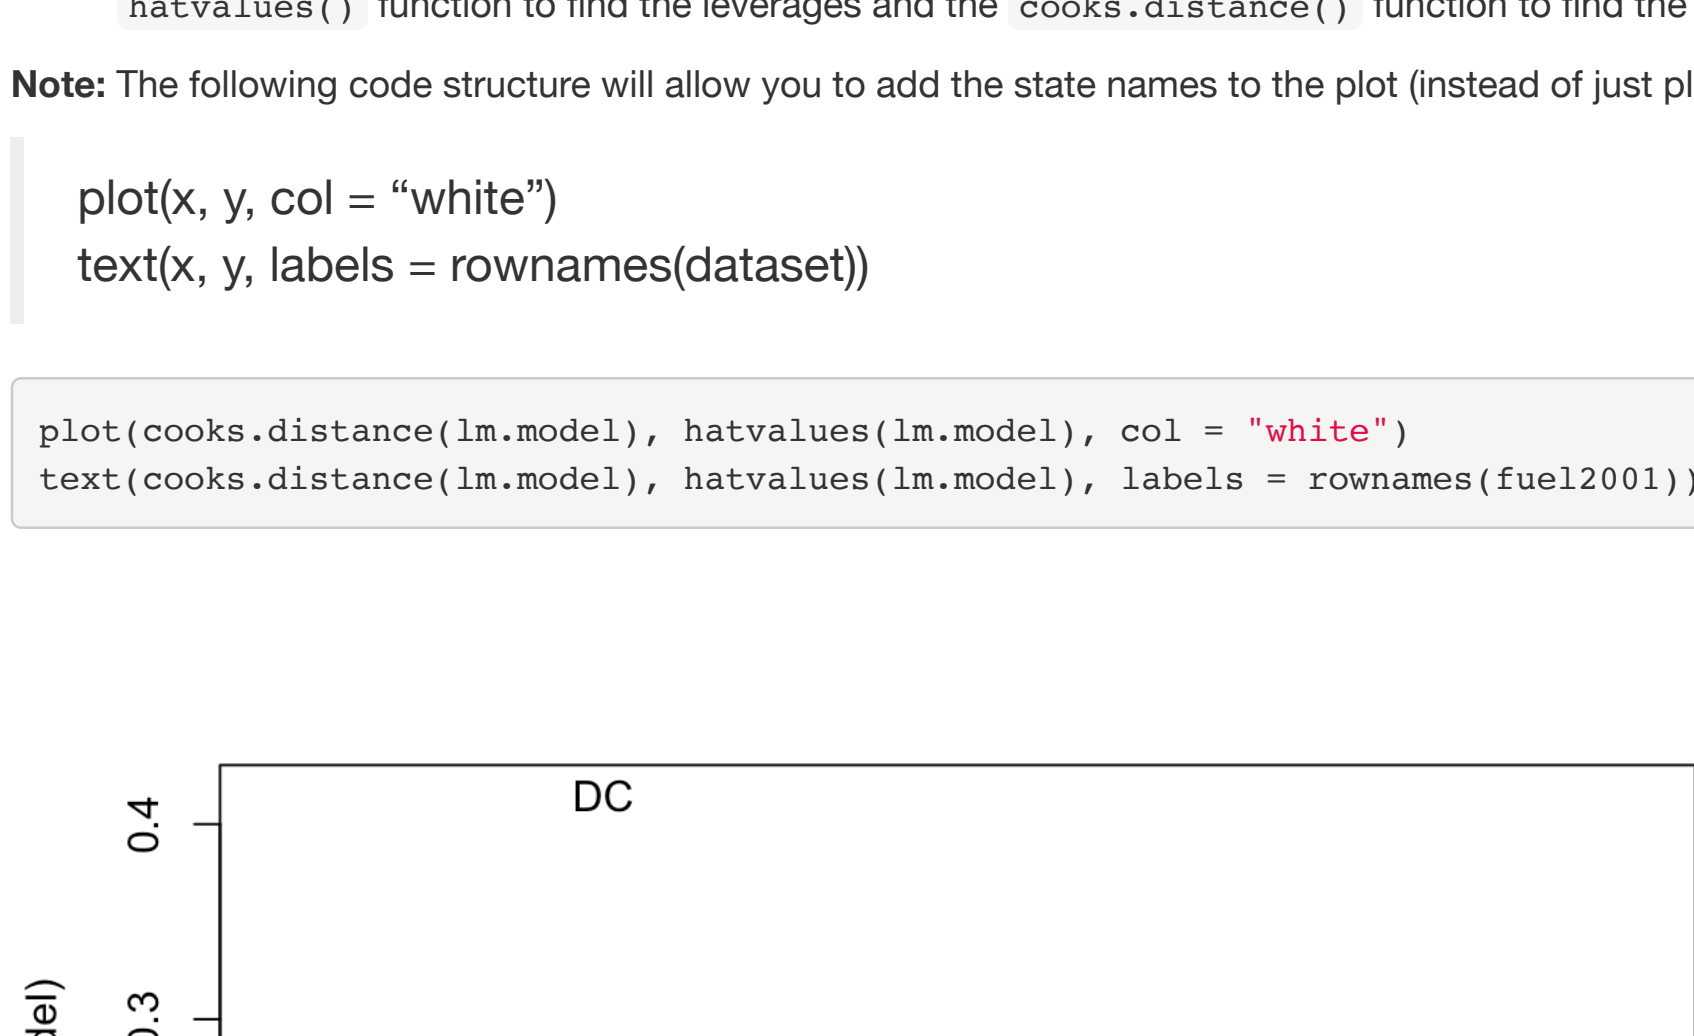 hatvalues() function to find the leverages and the cooks.distance() function to find the
Note: The following code structure will allow you to add the state names to the plot (instead of just pl
plot(x, y, col = “white”)
text(x, y, labels = rownames(dataset))
plot(cooks.distance(lm.model), hatvalues(lm.model), col = "white")
text(cooks.distance(lm.model), hatvalues(lm.model), labels = rownames(fuel2001))
DC
0.4
0.3
del)